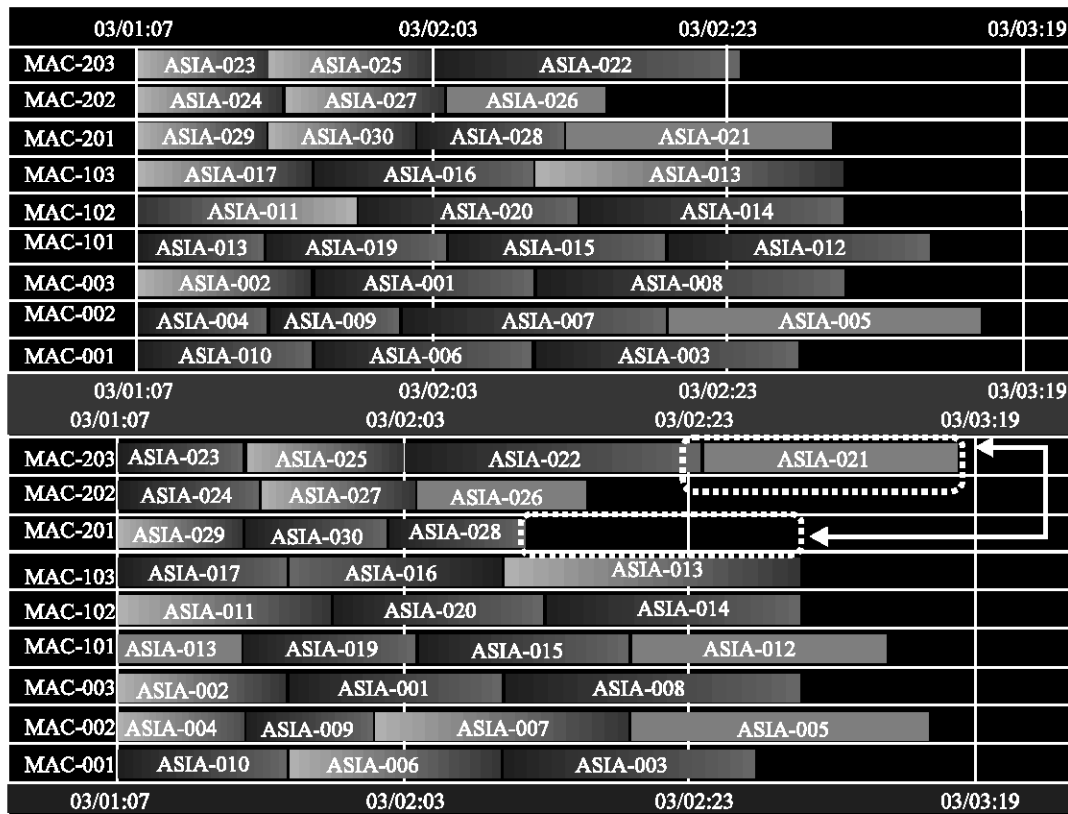 03/01:07 03/02:03 03/02:23 03/03:19
MAC-203 ASIA-023 ASIA-025 ASIA-022
MAC-202 ASIA-024 ASIA-027 ASIA-026
MAC-201 ASIA-029 ASIA-030 ASIA-028 ASIA-021
MAC-103 ASIA-017 ASIA-016 ASIA-013
MAC-102 ASIA-011 ASIA-020 ASIA-014
MAC-101 ASIA-013 ASIA-019 ASIA-015 ASIA-012
MAC-003 ASIA-002 ASIA-001 ASIA-008
MAC-002 ASIA-004 ASIA-009 ASIA-007 ASIA-005
MAC-001 ASIA-010 ASIA-006 ASIA-003
03/01:07 03/02:03 03/02:23 03/03:19
03/01:07 03/02:03 03/02:23 03/03:19
MAC-203 ASIA-023 ASIA-025 ASIA-022 ASIA-021
MAC-202 ASIA-024 ASIA-027 ASIA-026
MAC-201 ASIA-029 ASIA-030 ASIA-028
MAC-103 ASIA-017 ASIA-016 ASIA-013
MAC-102 ASIA-011 ASIA-020 ASIA-014
MAC-101 ASIA-013 ASIA-019 ASIA-015 ASIA-012
MAC-003 ASIA-002 ASIA-001 ASIA-008
MAC-002 ASIA-004 ASIA-009 ASIA-007 ASIA-005
MAC-001 ASIA-010 ASIA-006 ASIA-003
03/01:07 03/02:03 03/02:23 03/03:19